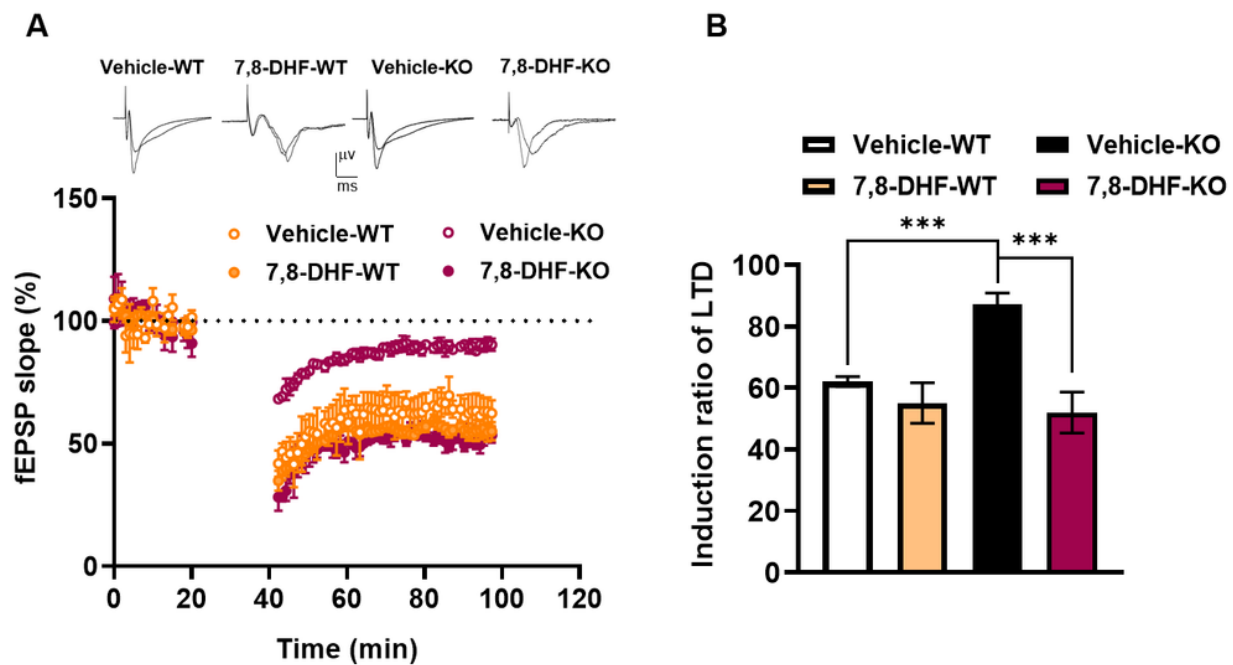 A
Vehicle-WT 7,8-DHF-WT Vehicle-KO 7,8-DHF-KO
μv
ms
Vehicle-WT Vehicle-KO
7,8-DHF-WT 7,8-DHF-KO
fEPSP slope (%)
150
100
50
0
0 20 40 60 80 100 120
Time (min)
B
Vehicle-WT Vehicle-KO
7,8-DHF-WT 7,8-DHF-KO
***
***
Induction ratio of LTD
100
80
60
40
20
0